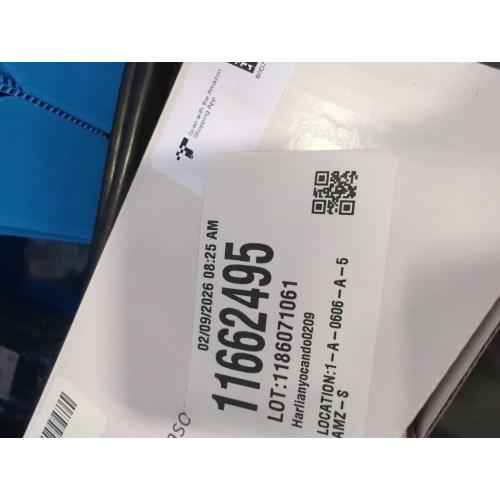 Scan with the Amazon
Shopping App
02/09/2026 08:25 AM
11662495
LOT:1186071061
Harlianyocando0209
LOCATION:1-A-0606-A-5
AMZ-S